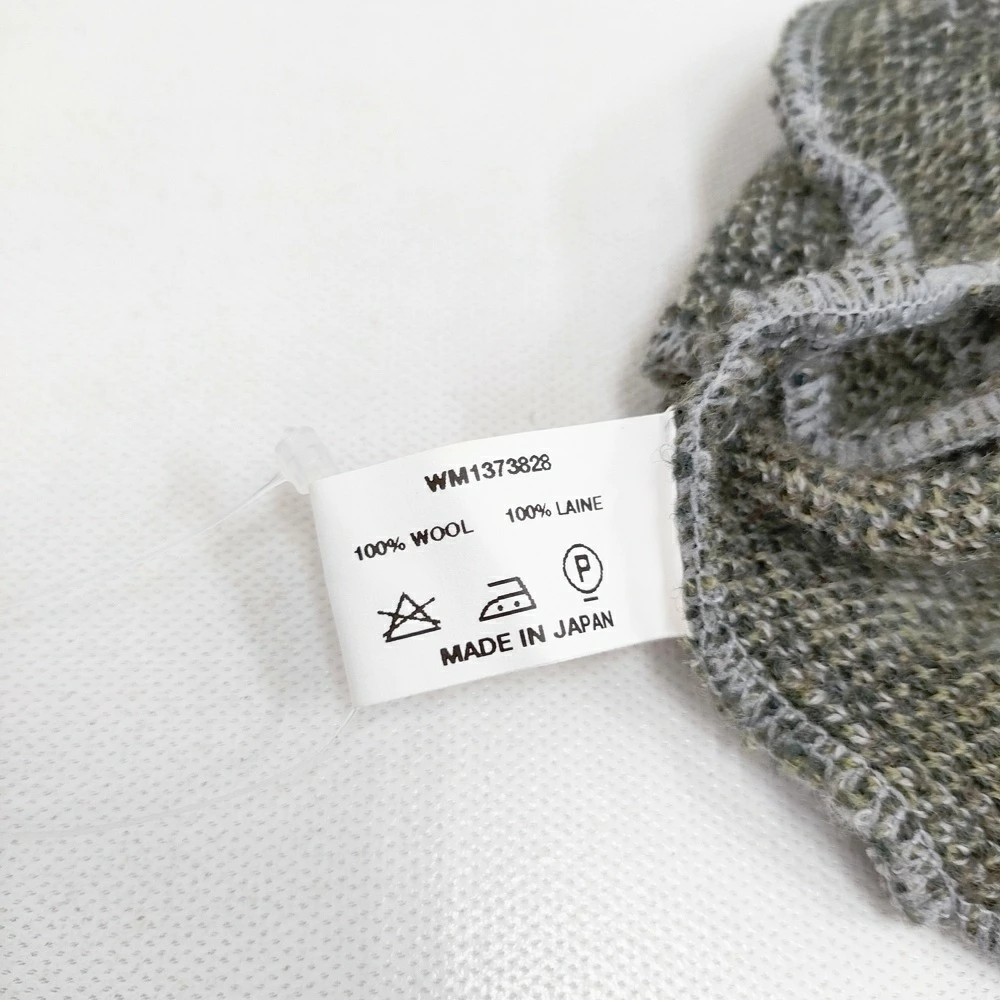 WM1373828
100% WOOL 100% LAINE
P
MADE IN JAPAN